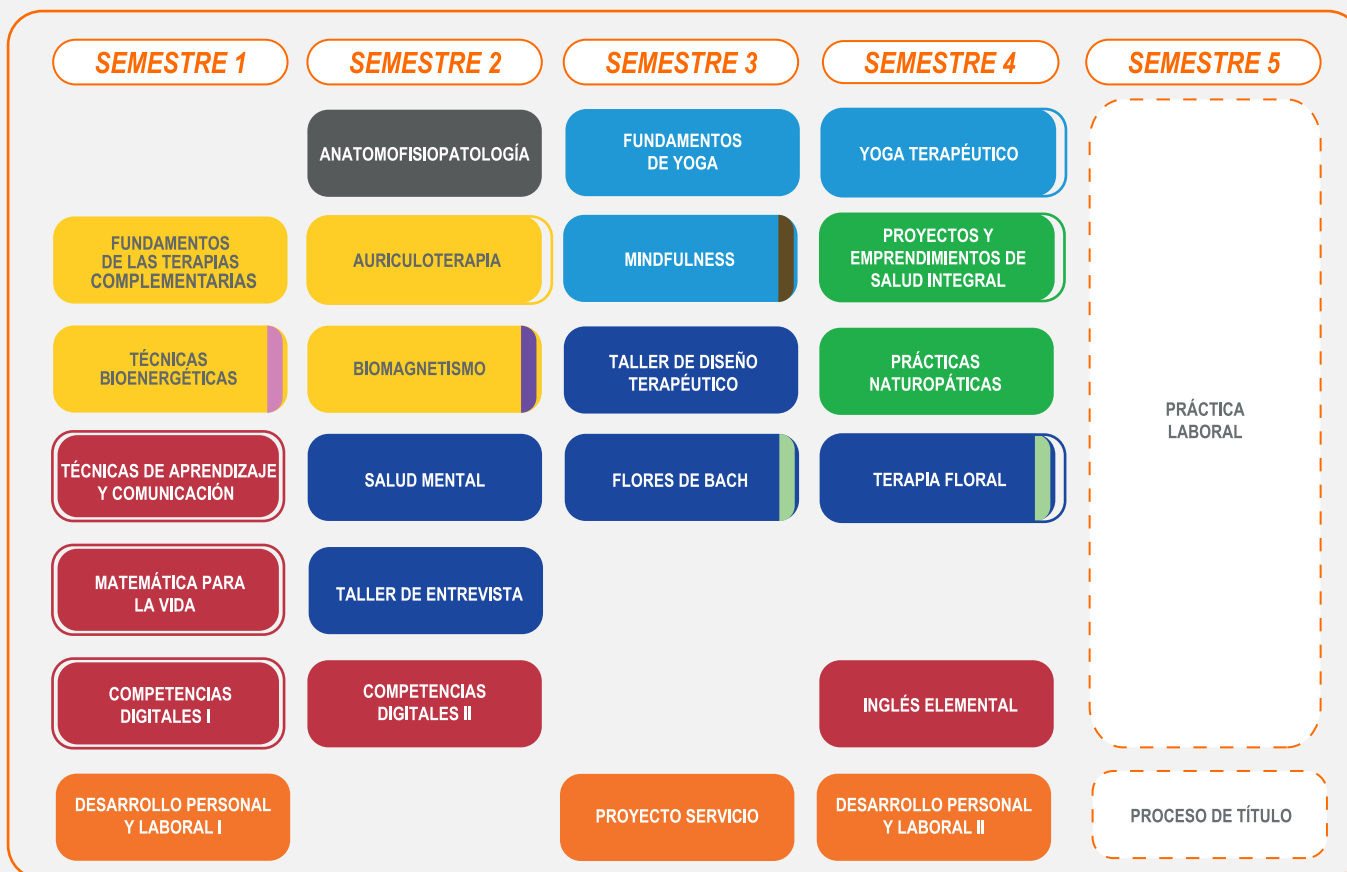 SEMESTRE 1
SEMESTRE 2
SEMESTRE 3
SEMESTRE 4
SEMESTRE 5
ANATOMOFISIOPATOLOGÍA
FUNDAMENTOS
DE YOGA
YOGA TERAPÉUTICO
FUNDAMENTOS
DE LAS TERAPIAS
COMPLEMENTARIAS
AURICULOTERAPIA
MINDFULNESS
PROYECTOS Y
EMPRENDIMIENTOS DE
SALUD INTEGRAL
TÉCNICAS
BIOENERGÉTICAS
BIOMAGNETISMO
TALLER DE DISEÑO
TERAPÉUTICO
PRÁCTICAS
NATUROPÁTICAS
PRÁCTICA
LABORAL
TÉCNICAS DE APRENDIZAJE
Y COMUNICACIÓN
SALUD MENTAL
FLORES DE BACH
TERAPIA FLORAL
MATEMÁTICA PARA
LA VIDA
TALLER DE ENTREVISTA
COMPETENCIAS
DIGITALES I
COMPETENCIAS
DIGITALES II
INGLÉS ELEMENTAL
DESARROLLO PERSONAL
Y LABORAL I
PROYECTO SERVICIO
DESARROLLO PERSONAL
Y LABORAL II
PROCESO DE TÍTULO